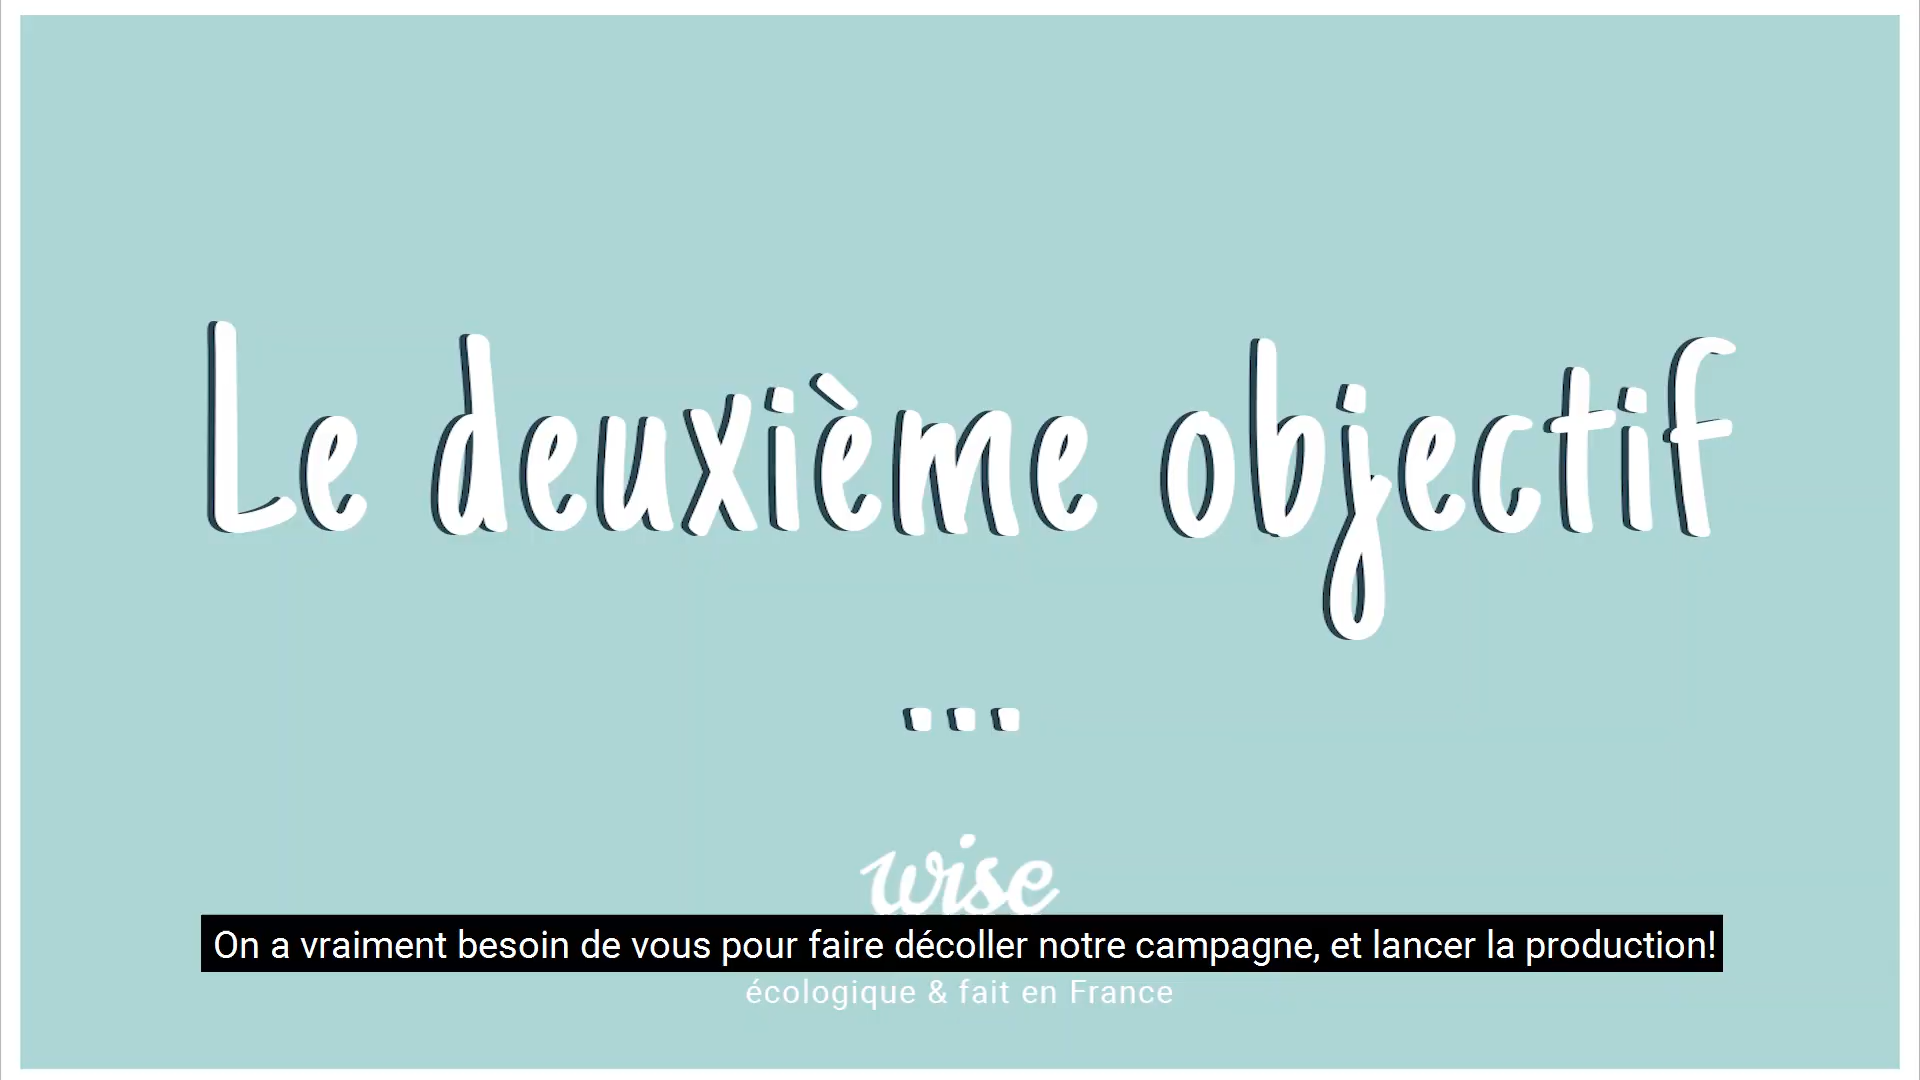 Le deuxième objectif
...
wise
On a vraiment besoin de vous pour faire décoller notre campagne, et lancer la production!
écologique & fait en France